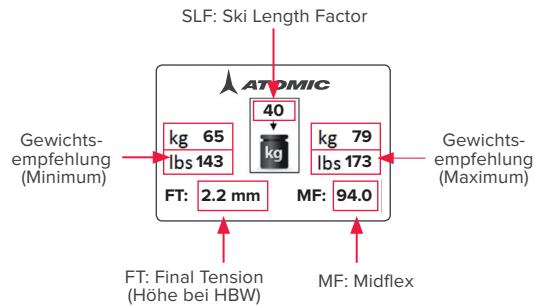 SLF: Ski Length Factor
ATOMIC
40
kg
kg 65
lbs 143
kg 79
lbs 173
FT: 2.2 mm MF: 94.0
Gewichts-
empfehlung
(Minimum)
Gewichts-
empfehlung
(Maximum)
FT: Final Tension
(Höhe bei HBW)
MF: Midflex